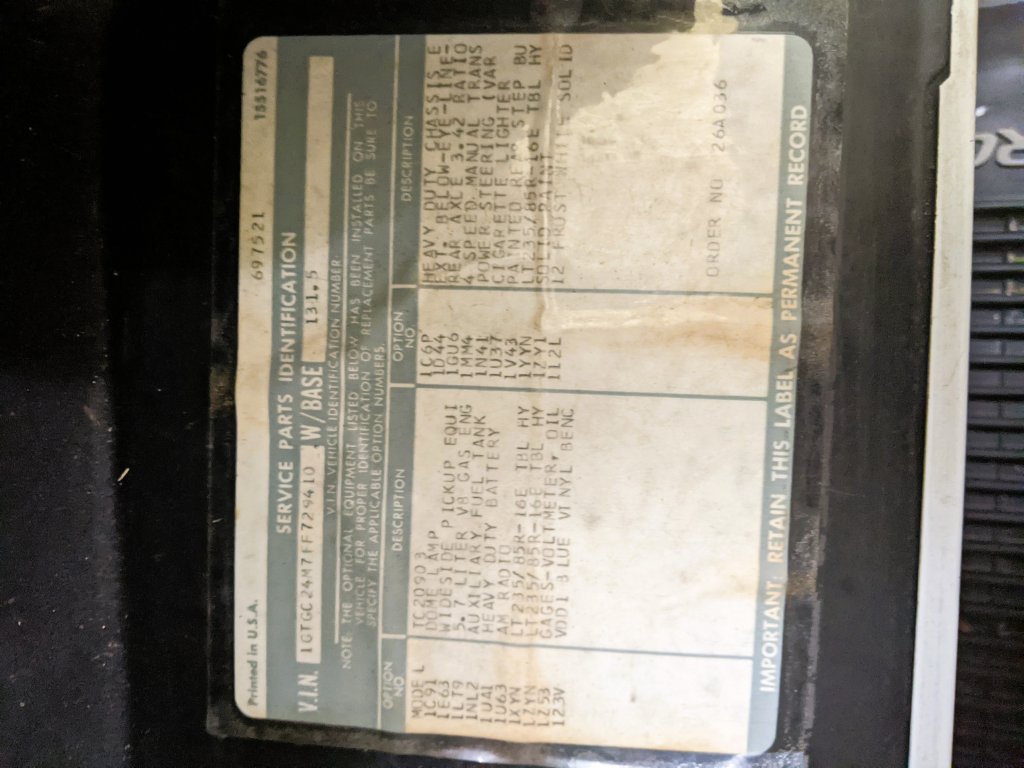 Printed in U.S.A. 697521 15516776
SERVICE PARTS IDENTIFICATION
V.I.N. 1GTGC24M7FF729410 W/BASE 131.5
V.I.N. VEHICLE IDENTIFICATION NUMBER
NOTE: THE OPTIONAL EQUIPMENT LISTED BELOW HAS BEEN INSTALLED ON THIS
VEHICLE FOR PROPER IDENTIFICATION OF REPLACEMENT PARTS BE SURE TO
SPECIFY THE APPLICABLE OPTION NUMBERS.
OPTION NO DESCRIPTION OPTION NO DESCRIPTION
MODEL TC20903 1C6P HEAVY DUTY CHASSIS E
1C91 DOME LAMP 1D44 EXT. BELOW-EYE-LINE-
1E63 WIDESIDE PICKUP EQUI 1GU6 REAR AXLE 3.42 RATIO
1LT9 5.7 LITER V8 GAS ENG 1MM4 4 SPEED MANUAL TRANS
1NL2 AUXILIARY FUEL TANK 1N41 POWER STEERING (VAR
1UA1 HEAVY DUTY BATTERY 1U37 CIGARETTE LIGHTER
1U63 AM RADIO 1V43 PAINTED REAR STEP BU
1XYN LT235/85R-16E TBL HY 1YYN LT235/85R-16E TBL HY
1ZYN LT235/85R-16E TBL HY 1ZY1 SOLID PAINT
1Z53 GAGES-VOLTMETER, OIL 112L 12 FROST WHITE SOLID
1Z3V VDD1 BLUE VINYL BENC
ORDER NO 26A036
IMPORTANT: RETAIN THIS LABEL AS PERMANENT RECORD